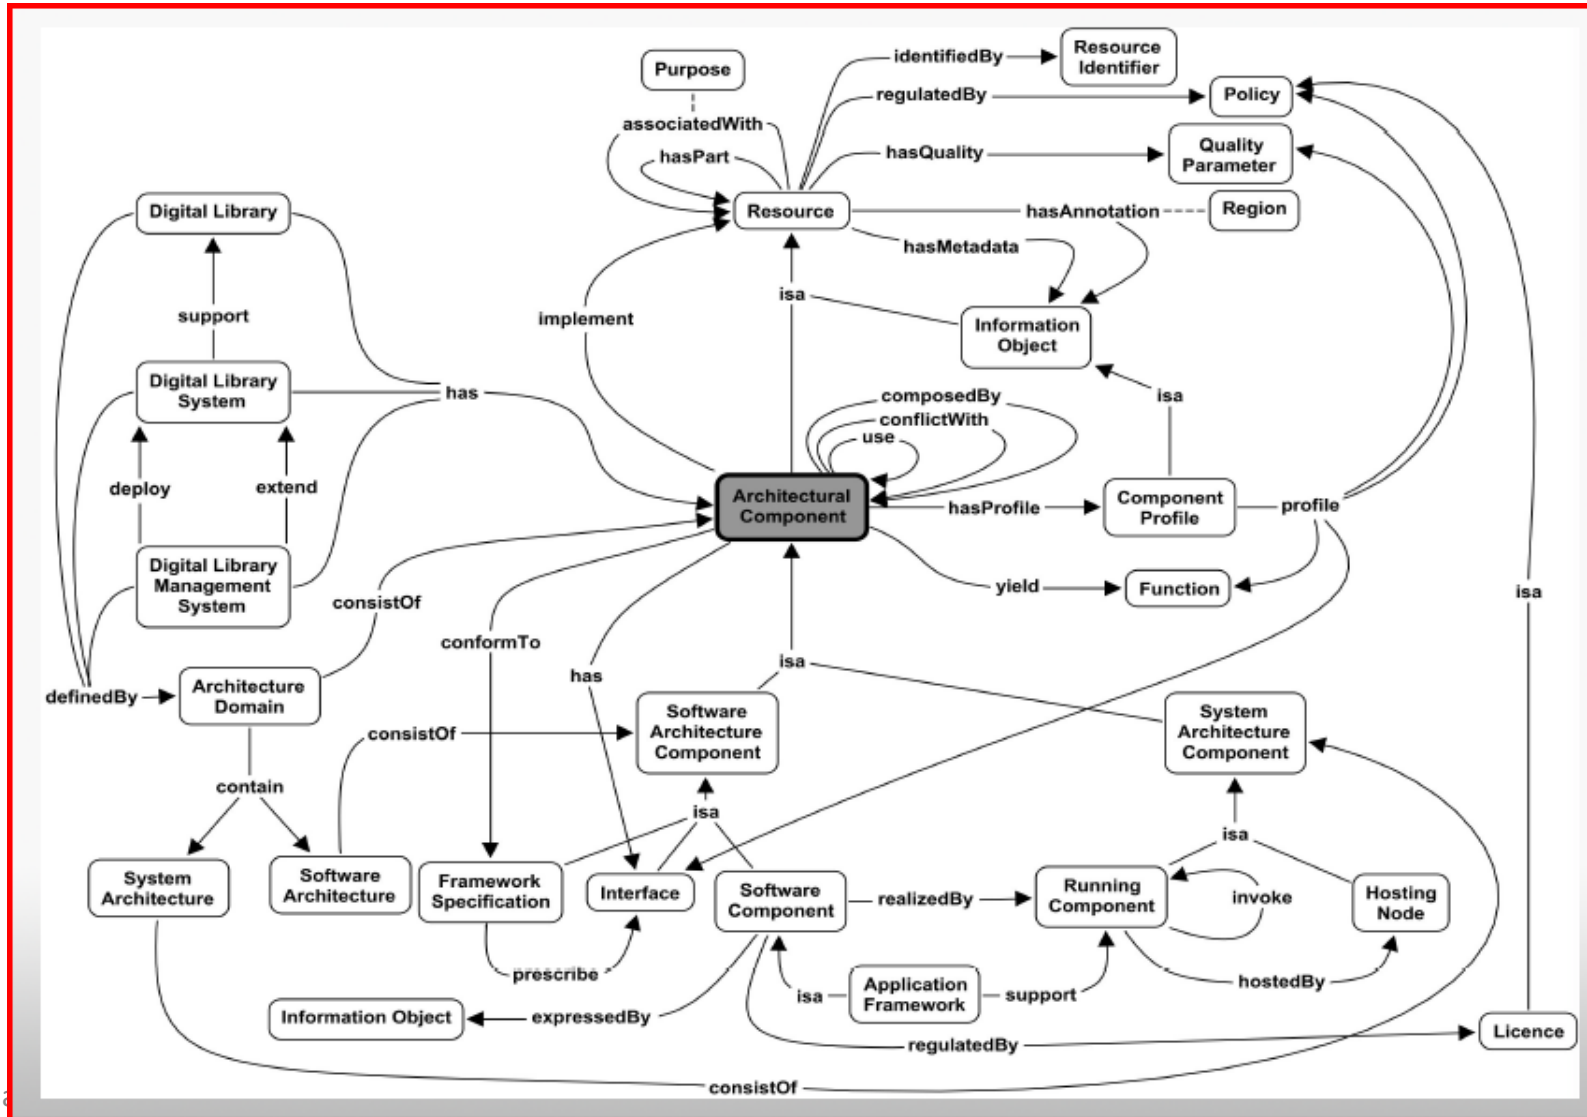 Purpose
identifiedBy
Resource
Identifier
regulatedBy
Policy
associatedWith
hasPart
hasQuality
Quality
Parameter
Digital Library
Resource
hasAnnotation
Region
hasMetadata
support
implement
isa
Information
Object
Digital Library
System
has
composedBy
conflictWith
use
isa
deploy
extend
Architectural
Component
hasProfile
Component
Profile
profile
Digital Library
Management
System
consistOf
yield
Function
isa
conformTo
has
isa
definedBy
Architecture
Domain
Software
Architecture
Component
System
Architecture
Component
consistOf
contain
isa
isa
System
Architecture
Software
Architecture
Framework
Specification
Interface
Software
Component
realizedBy
Running
Component
invoke
Hosting
Node
prescribe
isa
Application
Framework
support
hostedBy
Information Object
expressedBy
regulatedBy
Licence
consistOf